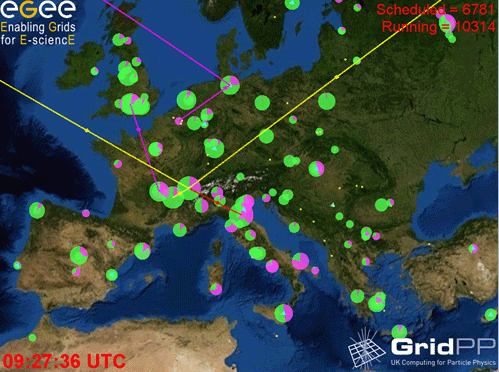 eGee
Enabling Grids
for E-sciencE
Scheduled = 6781
Running = 10314
09:27:36 UTC
GridPP
UK Computing for Particle Physics